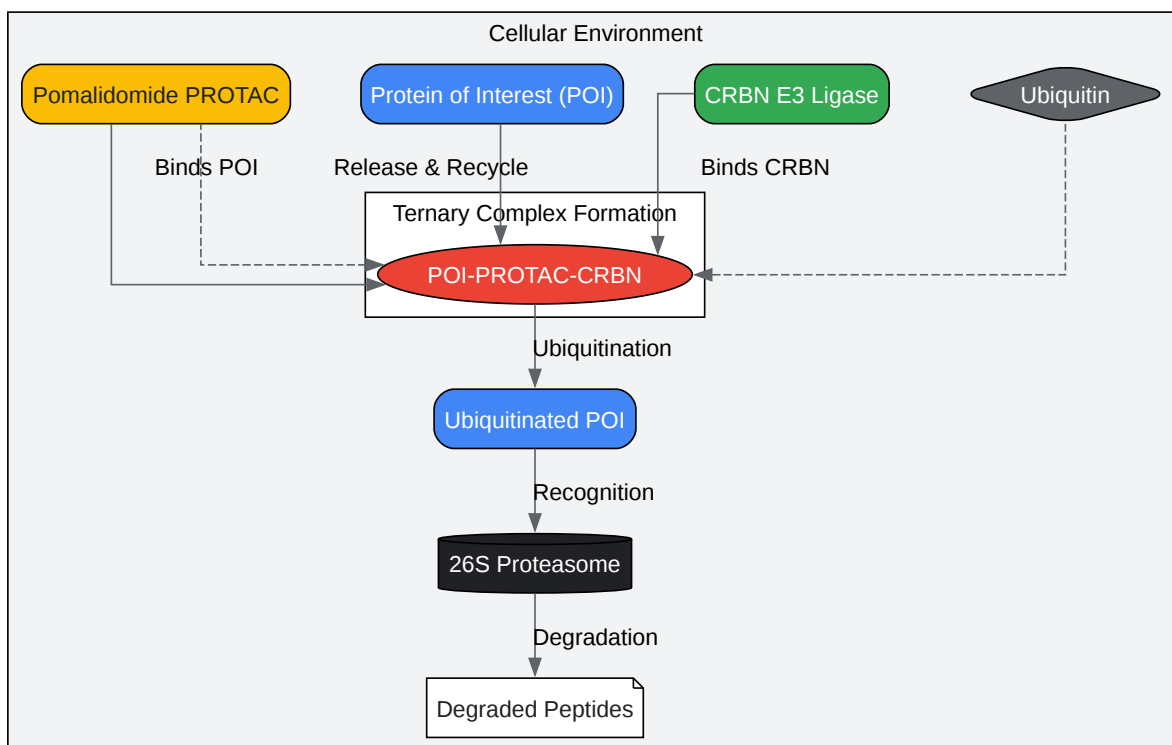 Cellular Environment
Pomalidomide PROTAC
Protein of Interest (POI)
CRBN E3 Ligase
Ubiquitin
Binds POI
Release & Recycle
Binds CRBN
Ternary Complex Formation
POI-PROTAC-CRBN
Ubiquitination
Ubiquitinated POI
Recognition
26S Proteasome
Degradation
Degraded Peptides